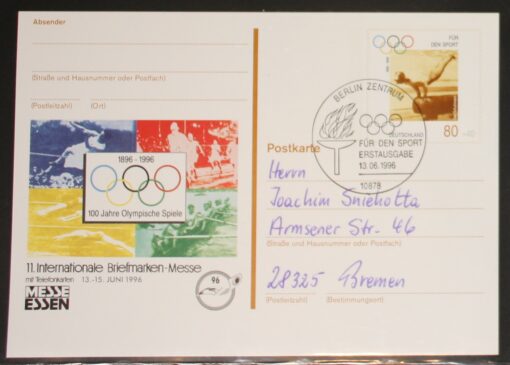 Absender
(Straße und Hausnummer oder Postfach)
(Postleitzahl) (Ort)
1896 - 1996
100 Jahre Olympische Spiele
11. Internationale Briefmarken-Messe
mit Telefonkarten 13.-15. JUNI 1996
MESSE
ESSEN
96
FÜR
DEN SPORT
DEUTSCHLAND
80 +40
BERLIN ZENTRUM
FÜR DEN SPORT
ERSTAUSGABE
13.06.1996
10878
Postkarte
Herrn
Joachim Sniehotta
Armsener Str. 46
(Straße und Hausnummer oder Postfach)
28325 Bremen
(Postleitzahl) (Bestimmungsort)